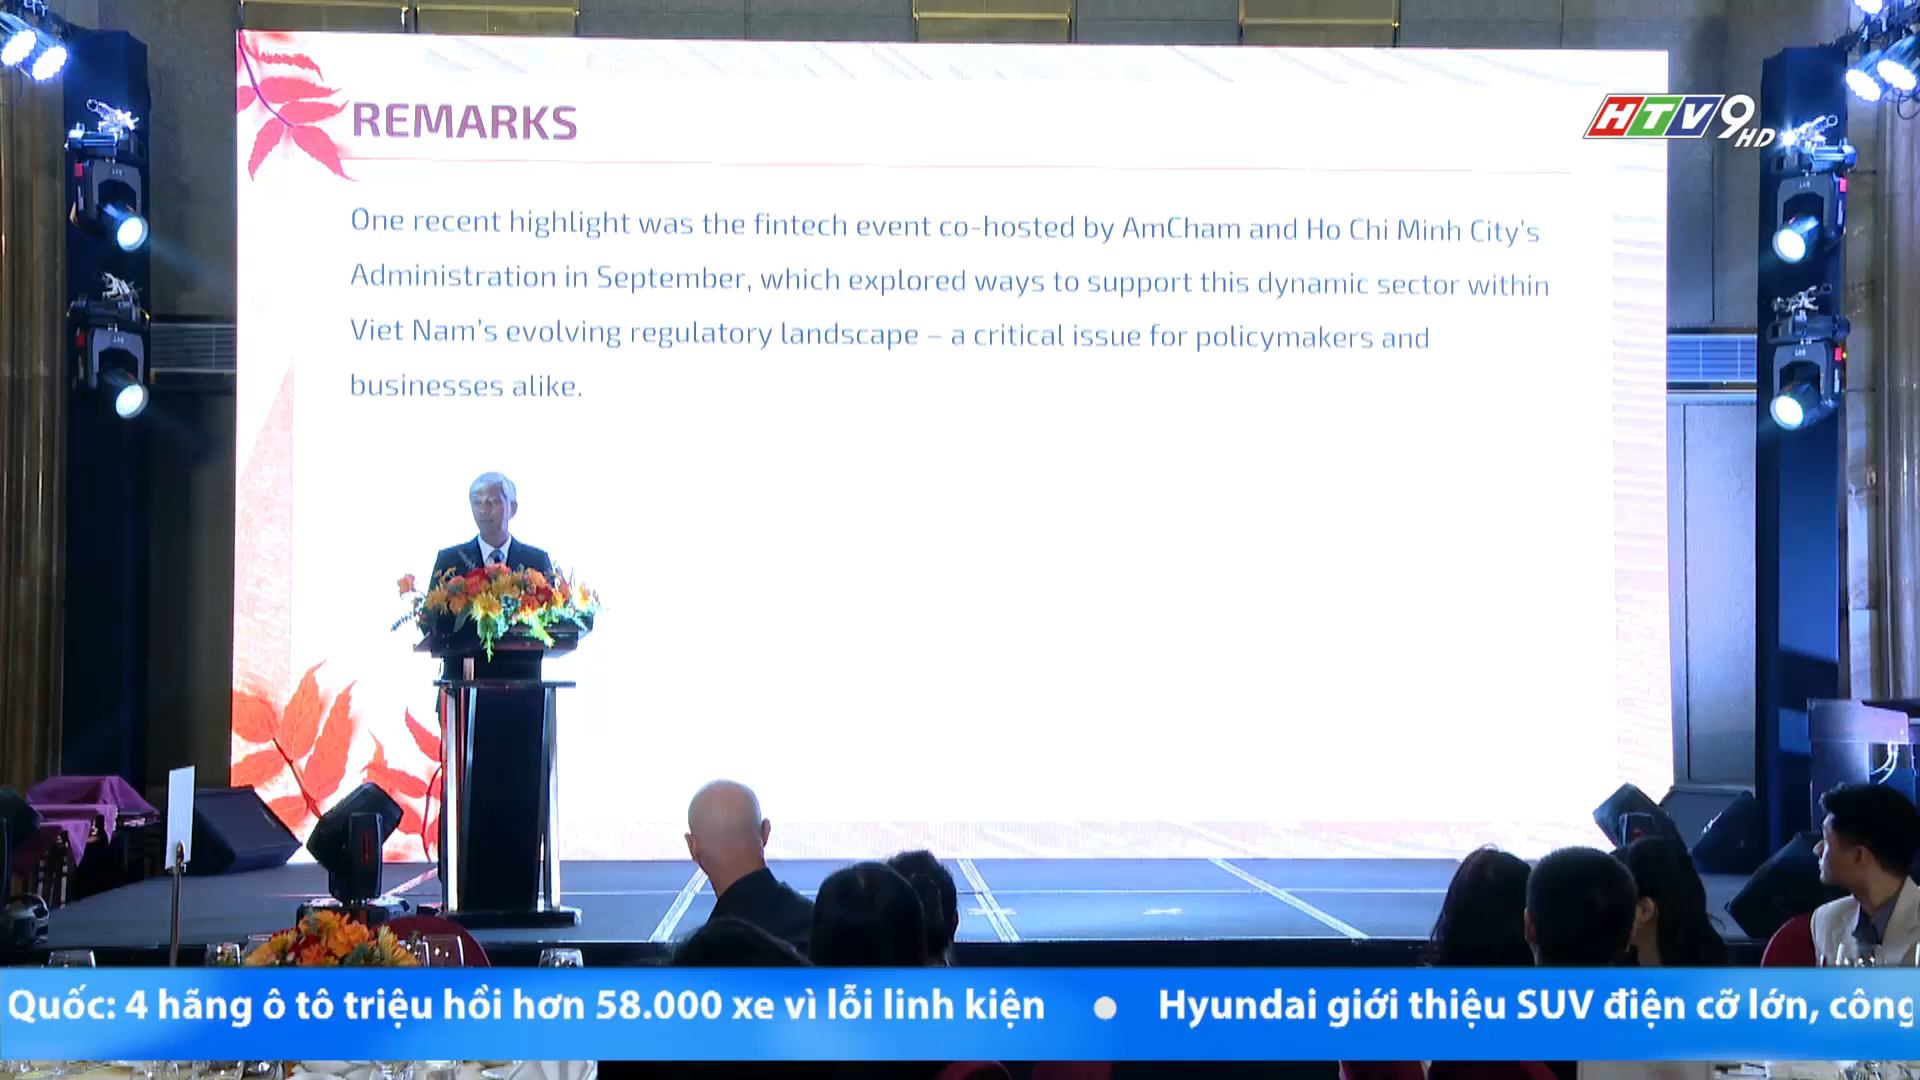 REMARKS
HTV9 HD
One recent highlight was the fintech event co-hosted by AmCham and Ho Chi Minh City's
Administration in September, which explored ways to support this dynamic sector within
Viet Nam's evolving regulatory landscape – a critical issue for policymakers and
businesses alike.
Quốc: 4 hãng ô tô triệu hồi hơn 58.000 xe vì lỗi linh kiện ● Hyundai giới thiệu SUV điện cỡ lớn, công